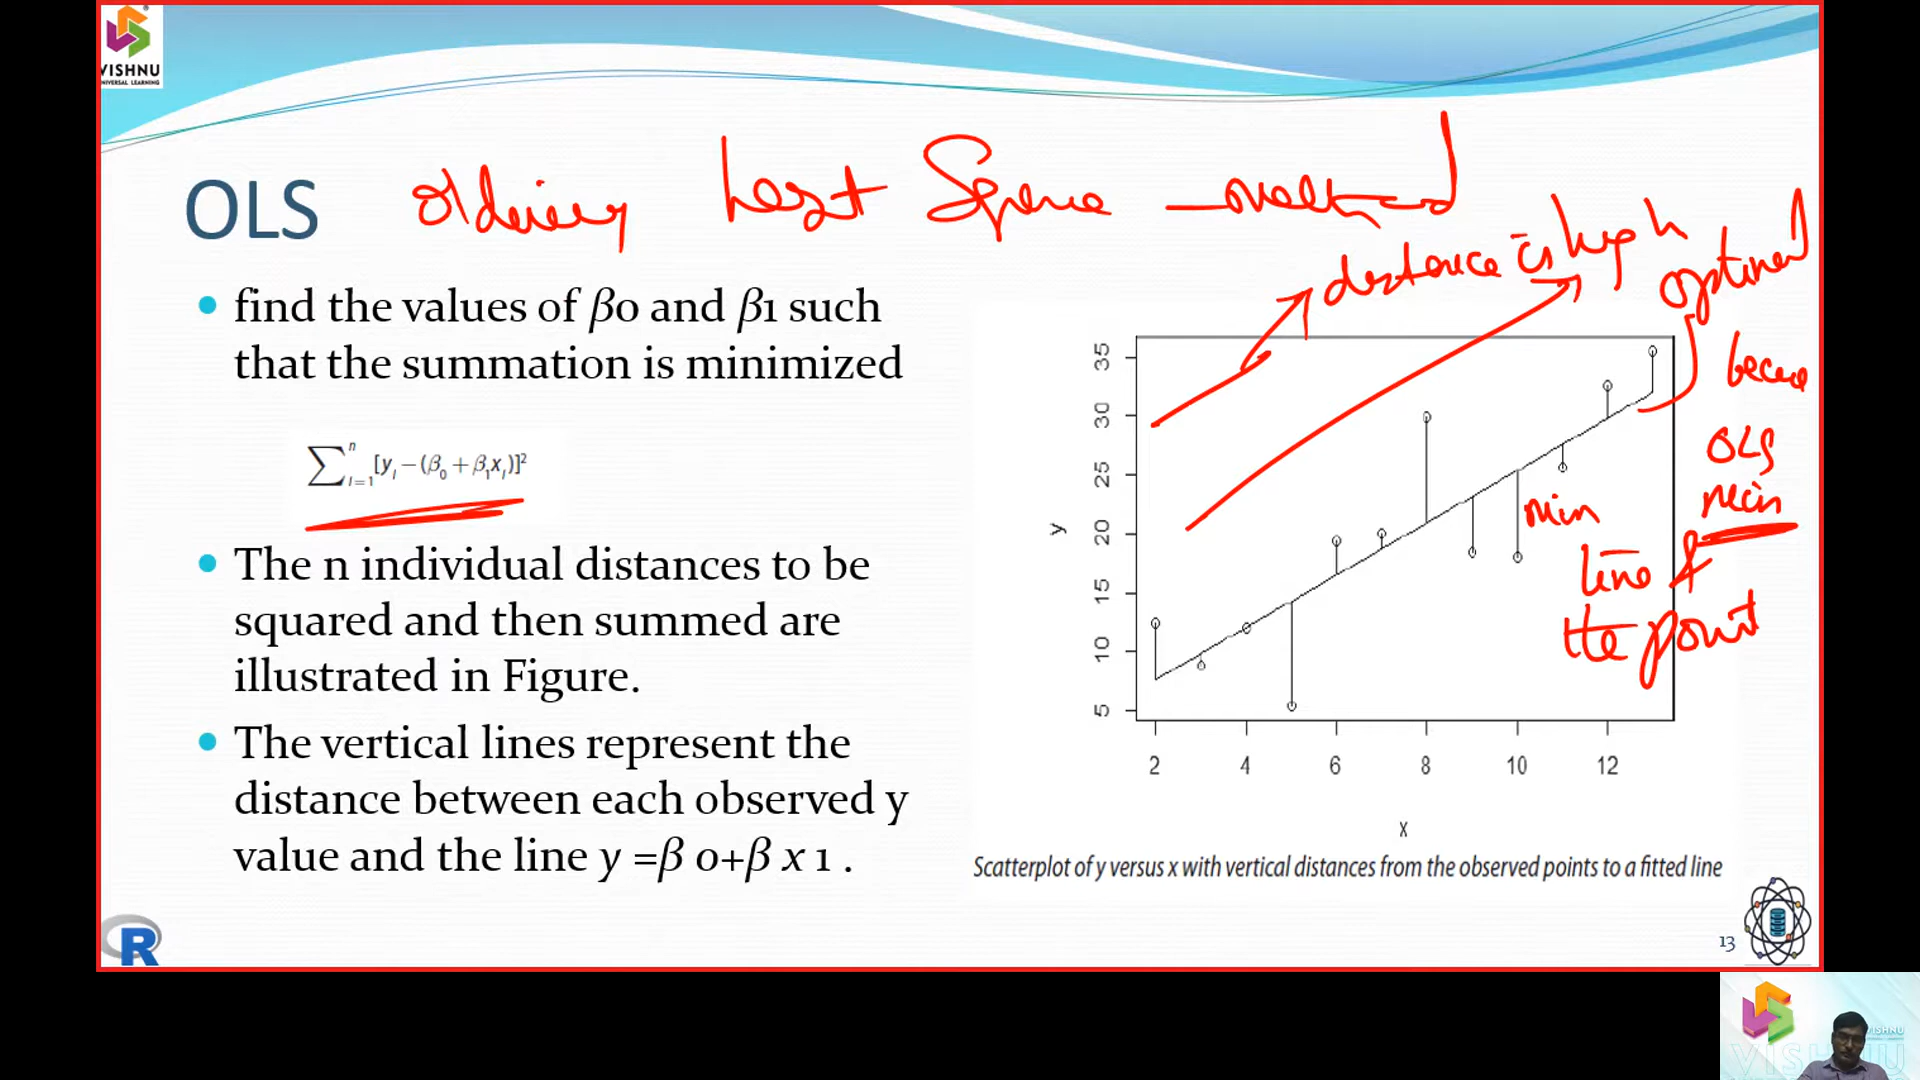 VISHNU
UNIVERSAL LEARNING
OLS
Least Square method
distance is high
optimal
find the values of β0 and β1 such
that the summation is minimized
∑ⁿᵢ₌₁ [yᵢ −(β₀ + β₁xᵢ)]²
The n individual distances to be
squared and then summed are
illustrated in Figure.
The vertical lines represent the
distance between each observed y
value and the line y =β 0+β x 1 .
35
30
25
20
15
10
5
y
2 4 6 8 10 12
x
OLS
min
min
line &
the point
Scatterplot of y versus x with vertical distances from the observed points to a fitted line
R
13
VISHNU